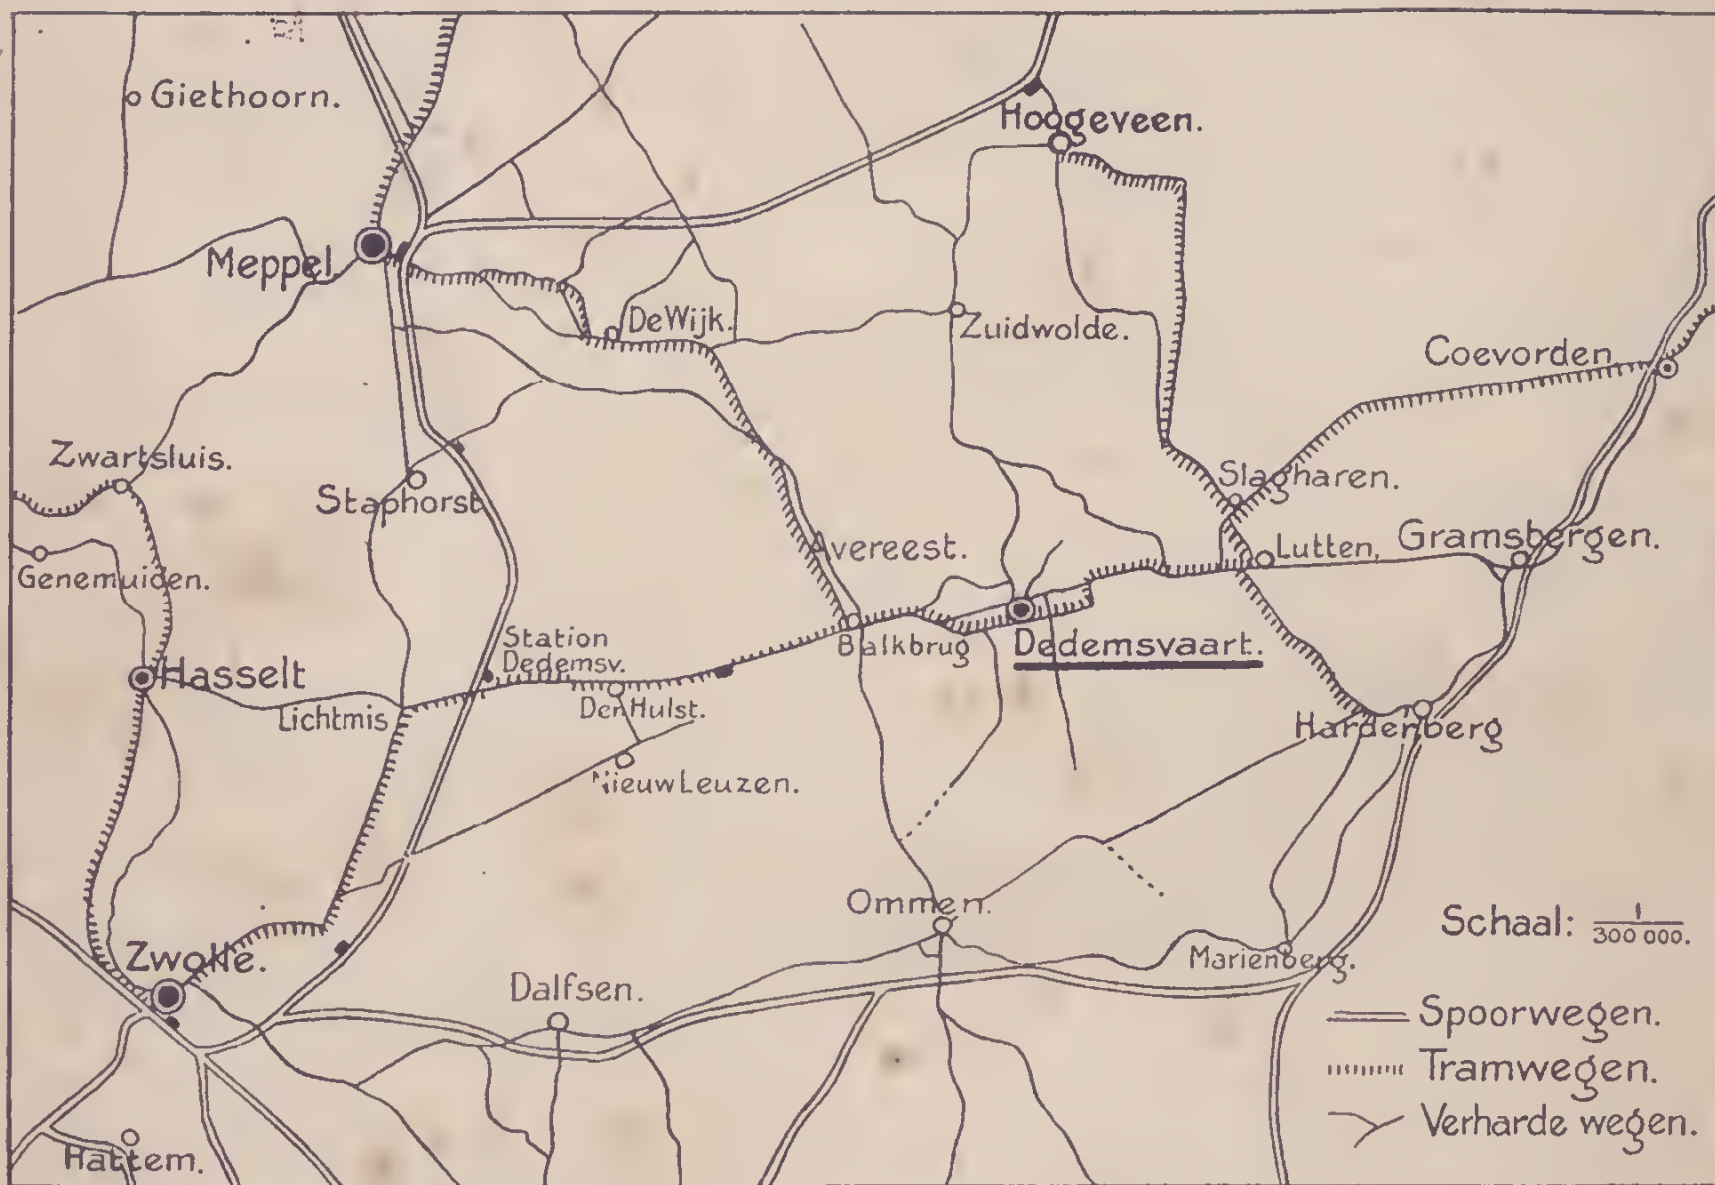 Giethoorn.
Hoogeveen.
Meppel.
De Wijk.
Zuidwolde.
Coevorden
Zwartsluis.
Staphorst
Slagharen.
Avereest.
Lutten,
Gramsbergen.
Genemuiden.
Station
Dedemsv.
Balkbrug
Dedemsvaart.
Hasselt
Lichtmis
Den Hulst.
Hardenberg
Nieuw Leuzen.
Ommen.
Schaal: 1/300 000.
Zwolle.
Marienberg.
Dalfsen.
Spoorwegen.
Tramwegen.
Verharde wegen.
Hattem.